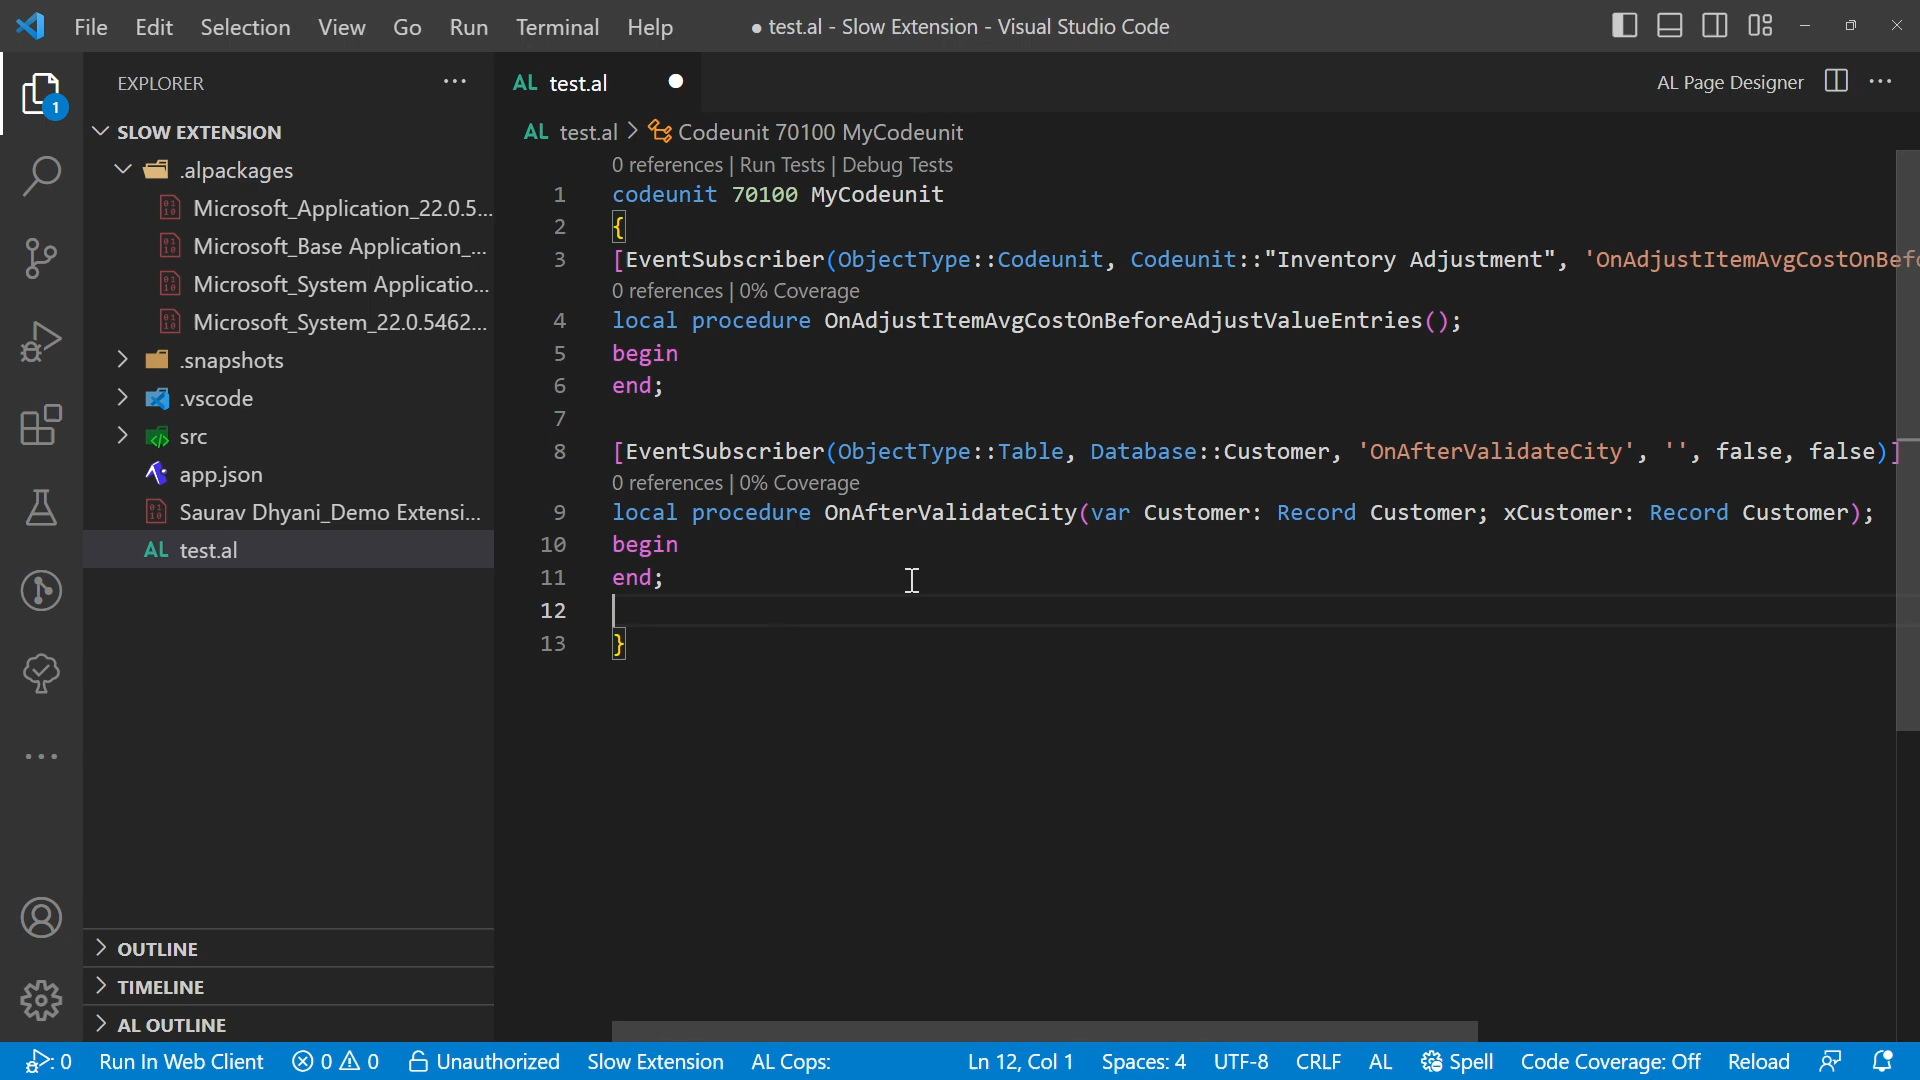 File Edit Selection View Go Run Terminal Help
● test.al - Slow Extension - Visual Studio Code
EXPLORER
SLOW EXTENSION
.alpackages
Microsoft_Application_22.0.5...
Microsoft_Base Application_...
Microsoft_System Applicatio...
Microsoft_System_22.0.5462...
.snapshots
.vscode
src
app.json
Saurav Dhyani_Demo Extensi...
AL test.al
OUTLINE
TIMELINE
AL OUTLINE
1
AL test.al
AL Page Designer
AL test.al > Codeunit 70100 MyCodeunit
0 references | Run Tests | Debug Tests
1 codeunit 70100 MyCodeunit
2 {
3 [EventSubscriber(ObjectType::Codeunit, Codeunit::"Inventory Adjustment", 'OnAdjustItemAvgCostOnBefo
0 references | 0% Coverage
4 local procedure OnAdjustItemAvgCostOnBeforeAdjustValueEntries();
5 begin
6 end;
7
8 [EventSubscriber(ObjectType::Table, Database::Customer, 'OnAfterValidateCity', '', false, false)]
0 references | 0% Coverage
9 local procedure OnAfterValidateCity(var Customer: Record Customer; xCustomer: Record Customer);
10 begin
11 end;
12
13 }
0 Run In Web Client 0 0 Unauthorized Slow Extension AL Cops: Ln 12, Col 1 Spaces: 4 UTF-8 CRLF AL Spell Code Coverage: Off Reload